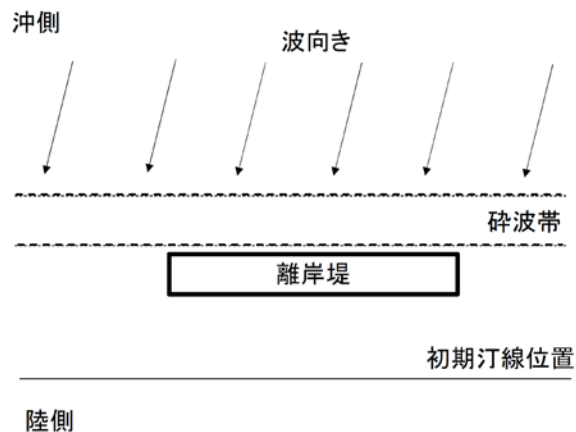 沖側
波向き
砕波帯
離岸堤
初期汀線位置
陸側